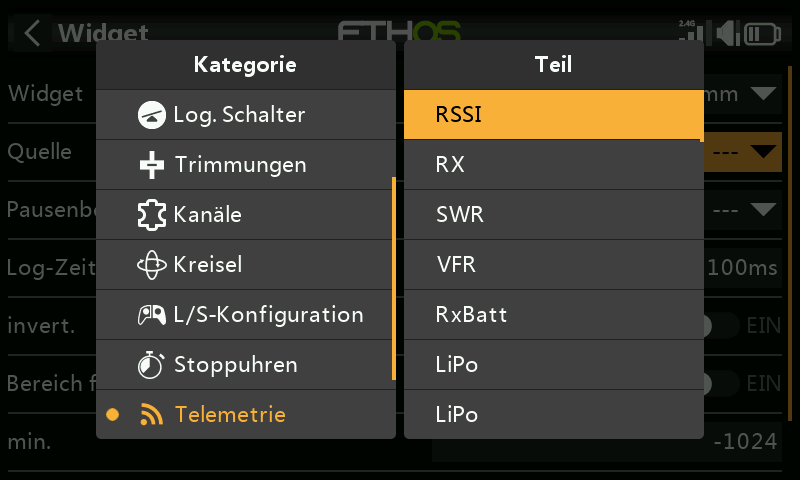 Widget
ETHOS
2.4G
Kategorie
Teil
Widget
mm
Log. Schalter
RSSI
Quelle
---
Trimmungen
RX
Pausenbe
---
Kanäle
SWR
Log-Zeit
100ms
Kreisel
VFR
invert.
EIN
L/S-Konfiguration
RxBatt
Stoppuhren
LiPo
Bereich f
EIN
Telemetrie
LiPo
min.
-1024